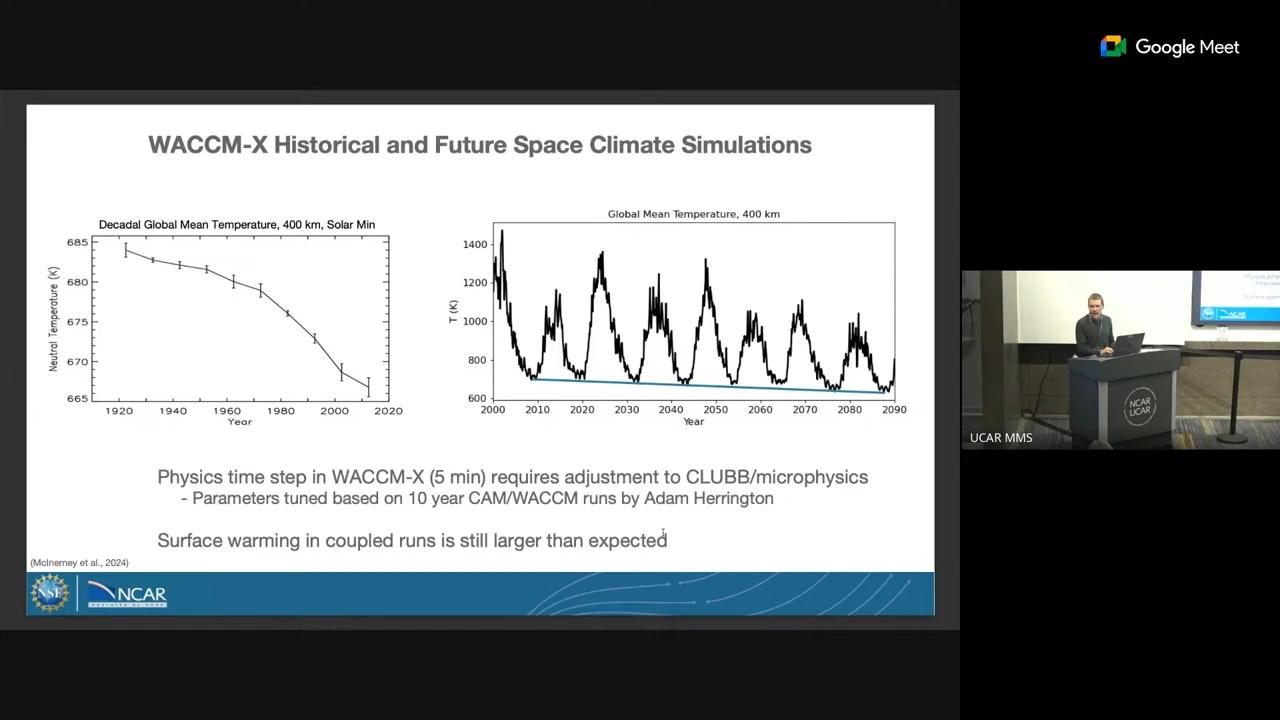 Google Meet
WACCM-X Historical and Future Space Climate Simulations
Decadal Global Mean Temperature, 400 km, Solar Min
685
680
675
670
665
Neutral Temperature (K)
1920 1940 1960 1980 2000 2020
Year
Global Mean Temperature, 400 km
1400
1200
1000
800
600
T (K)
2000 2010 2020 2030 2040 2050 2060 2070 2080 2090
Year
Physics time step in WACCM-X (5 min) requires adjustment to CLUBB/microphysics
- Parameters tuned based on 10 year CAM/WACCM runs by Adam Herrington
Surface warming in coupled runs is still larger than expected
(McInerney et al., 2024)
NSF
NCAR
NCAR
NCAR
UCAR
UCAR MMS